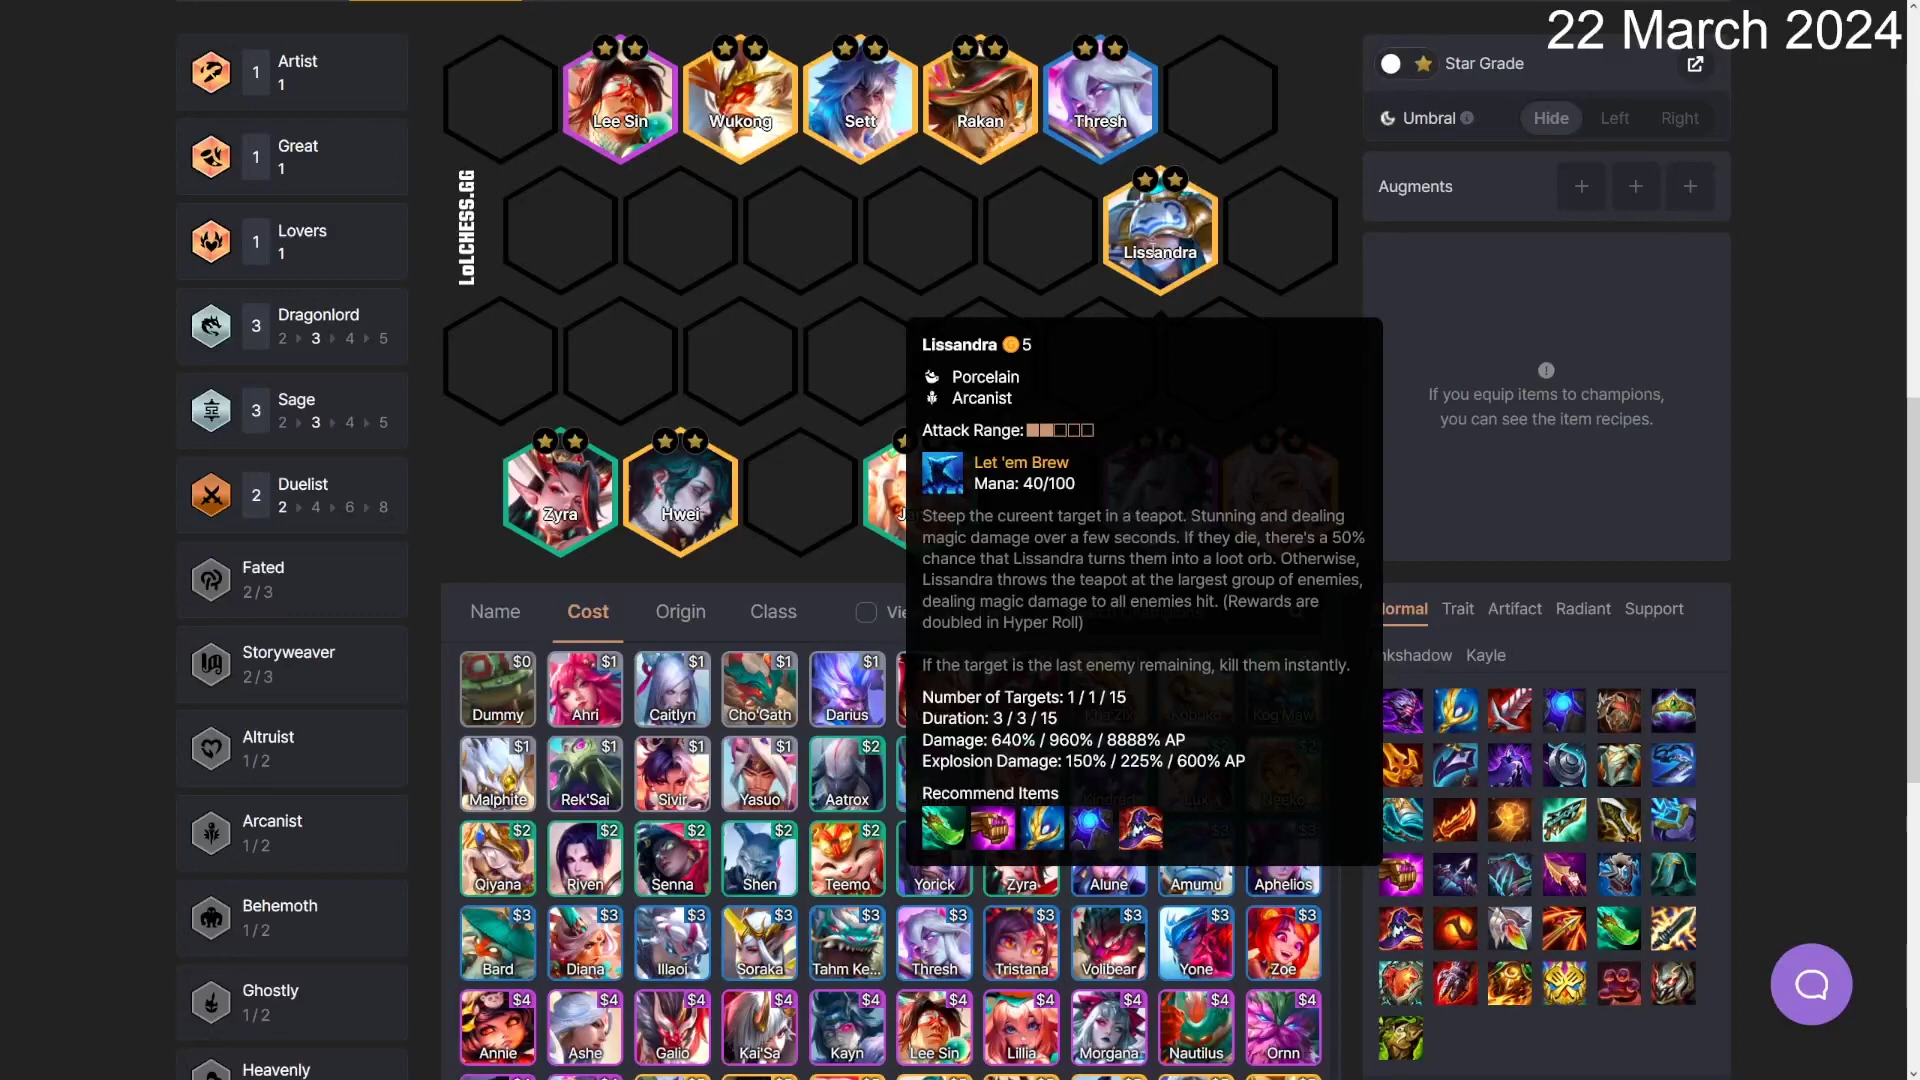 22 March 2024
Artist
1
1
Great
1
1
Lovers
1
1
Dragonlord
3
2 3 4 5
Sage
3
2 3 4 5
Duelist
2
2 4 6 8
Fated
2 / 3
Storyweaver
2 / 3
Altruist
1 / 2
Arcanist
1 / 2
Behemoth
1 / 2
Ghostly
1 / 2
Heavenly
LoLCHESS.GG
Lee Sin
Wukong
Sett
Rakan
Thresh
Lissandra
Zyra
Hwei
Star Grade
Umbral
Hide
Left
Right
Augments
If you equip items to champions,
you can see the item recipes.
Lissandra 5
Porcelain
Arcanist
Attack Range:
Let 'em Brew
Mana: 40/100
Steep the cureent target in a teapot. Stunning and dealing
magic damage over a few seconds. If they die, there's a 50%
chance that Lissandra turns them into a loot orb. Otherwise,
Lissandra throws the teapot at the largest group of enemies,
dealing magic damage to all enemies hit. (Rewards are
doubled in Hyper Roll)
If the target is the last enemy remaining, kill them instantly.
Number of Targets: 1 / 1 / 15
Duration: 3 / 3 / 15
Damage: 640% / 960% / 8888% AP
Explosion Damage: 150% / 225% / 600% AP
Recommend Items
Name
Cost
Origin
Class
$0 Dummy
$1 Ahri
$1 Caitlyn
$1 Cho'Gath
$1 Darius
$1 Malphite
$1 Rek'Sai
$1 Sivir
$1 Yasuo
$2 Aatrox
$2 Qiyana
$2 Riven
$2 Senna
$2 Shen
$2 Teemo
Yorick
Zyra
Alune
Amumu
Aphelios
$3 Bard
$3 Diana
$3 Illaoi
$3 Soraka
$3 Tahm Ke...
$3 Thresh
$3 Tristana
$3 Volibear
$3 Yone
$3 Zoe
$4 Annie
$4 Ashe
$4 Galio
$4 Kai'Sa
$4 Kayn
$4 Lee Sin
$4 Lillia
$4 Morgana
$4 Nautilus
$4 Ornn
Trait
Artifact
Radiant
Support
Kayle